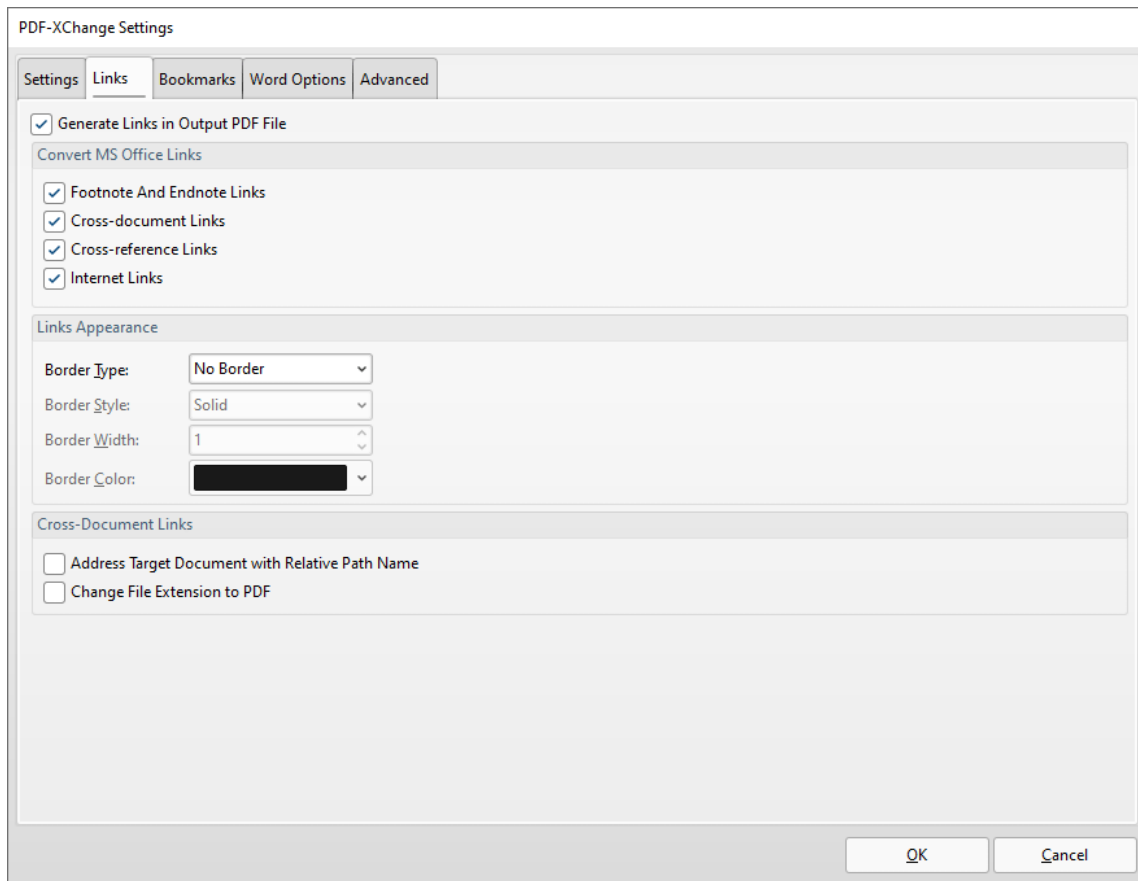 PDF-XChange Settings
Settings Links Bookmarks Word Options Advanced
Generate Links in Output PDF File
Convert MS Office Links
Footnote And Endnote Links
Cross-document Links
Cross-reference Links
Internet Links
Links Appearance
Border Type: No Border
Border Style: Solid
Border Width: 1
Border Color:
Cross-Document Links
Address Target Document with Relative Path Name
Change File Extension to PDF
OK Cancel